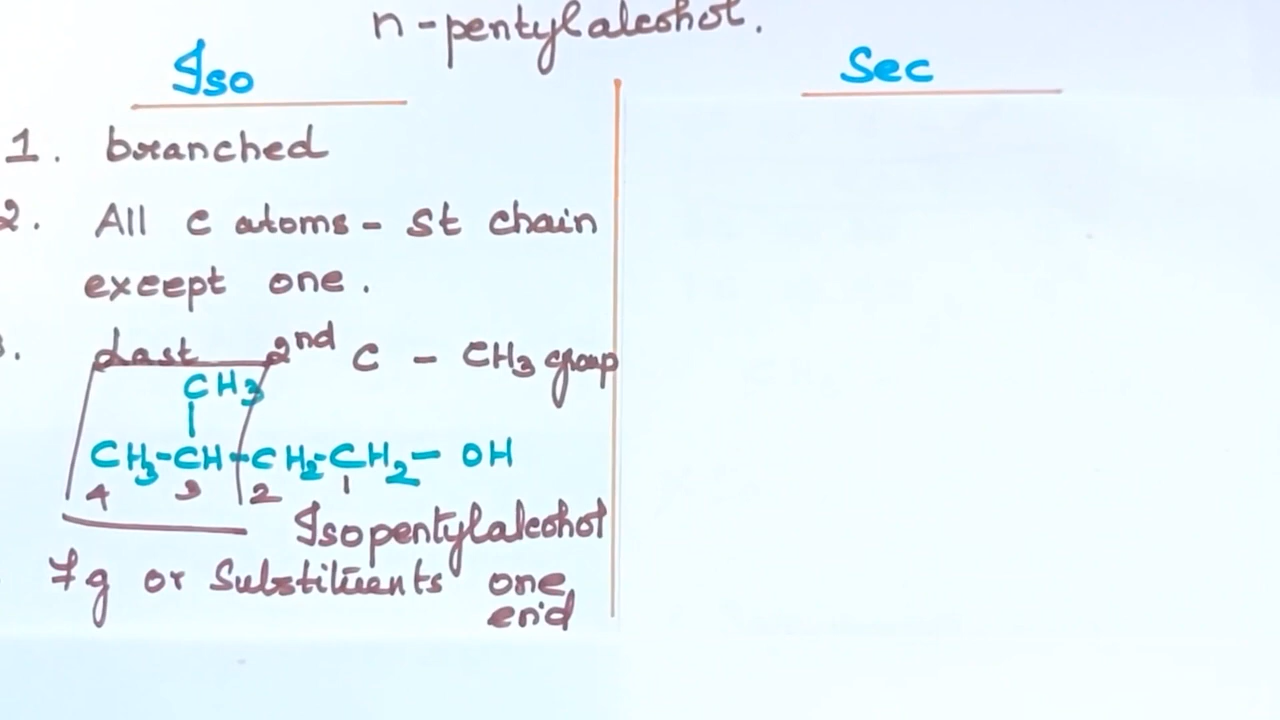 n-pentylalcohol.
Iso
Sec
1. branched
2. All C atoms - St chain
except one.
3. Last 2nd C - CH3 group
CH3
CH3-CH-CH2-CH2-OH
4 3 2 1
Isopentylalcohol
Fg or Substituents one
end